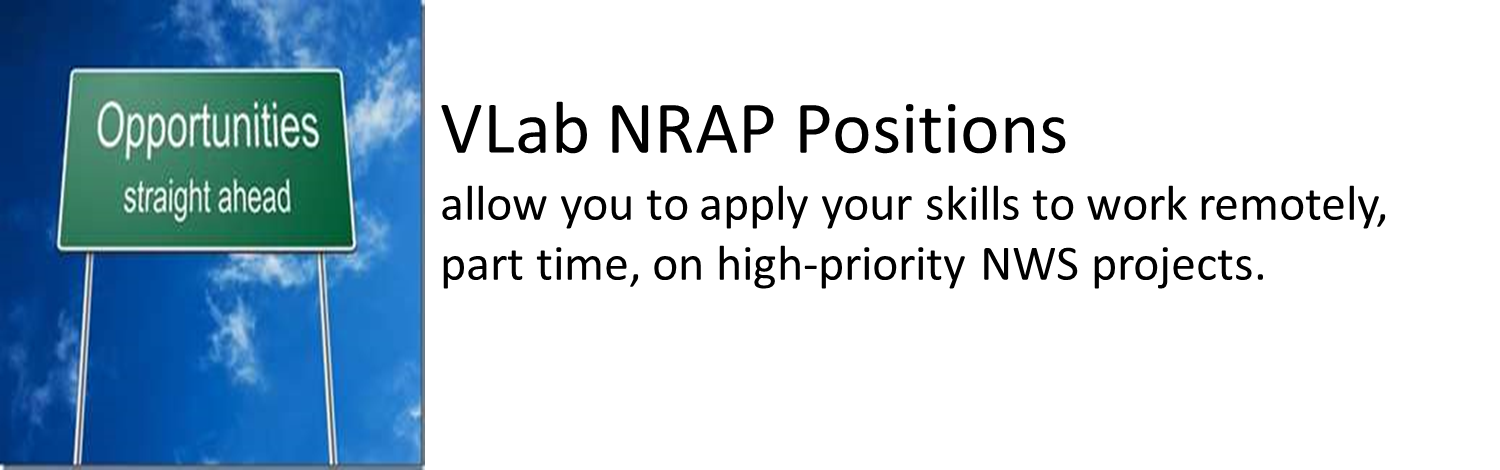 Opportunities
straight ahead
VLab NRAP Positions
allow you to apply your skills to work remotely,
part time, on high-priority NWS projects.